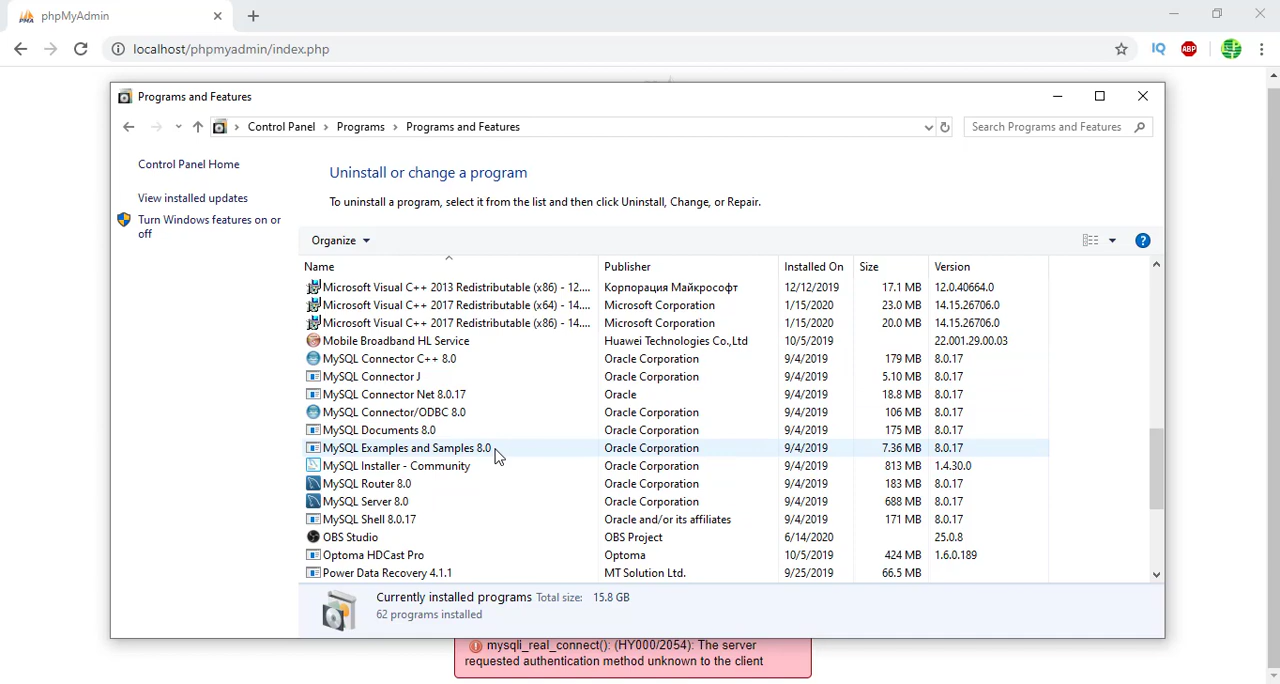 phpMyAdmin
localhost/phpmyadmin/index.php
IQ
ABP
Programs and Features
Control Panel > Programs > Programs and Features
Search Programs and Features
Control Panel Home
View installed updates
Turn Windows features on or
off
Uninstall or change a program
To uninstall a program, select it from the list and then click Uninstall, Change, or Repair.
Organize
Name Publisher Installed On Size Version
Microsoft Visual C++ 2013 Redistributable (x86) - 12.... Корпорация Майкрософт 12/12/2019 17.1 MB 12.0.40664.0
Microsoft Visual C++ 2017 Redistributable (x64) - 14.... Microsoft Corporation 1/15/2020 23.0 MB 14.15.26706.0
Microsoft Visual C++ 2017 Redistributable (x86) - 14.... Microsoft Corporation 1/15/2020 20.0 MB 14.15.26706.0
Mobile Broadband HL Service Huawei Technologies Co.,Ltd 10/5/2019 22.001.29.00.03
MySQL Connector C++ 8.0 Oracle Corporation 9/4/2019 179 MB 8.0.17
MySQL Connector J Oracle Corporation 9/4/2019 5.10 MB 8.0.17
MySQL Connector Net 8.0.17 Oracle 9/4/2019 18.8 MB 8.0.17
MySQL Connector/ODBC 8.0 Oracle Corporation 9/4/2019 106 MB 8.0.17
MySQL Documents 8.0 Oracle Corporation 9/4/2019 175 MB 8.0.17
MySQL Examples and Samples 8.0 Oracle Corporation 9/4/2019 7.36 MB 8.0.17
MySQL Installer - Community Oracle Corporation 9/4/2019 813 MB 1.4.30.0
MySQL Router 8.0 Oracle Corporation 9/4/2019 183 MB 8.0.17
MySQL Server 8.0 Oracle Corporation 9/4/2019 688 MB 8.0.17
MySQL Shell 8.0.17 Oracle and/or its affiliates 9/4/2019 171 MB 8.0.17
OBS Studio OBS Project 6/14/2020 25.0.8
Optoma HDCast Pro Optoma 10/5/2019 424 MB 1.6.0.189
Power Data Recovery 4.1.1 MT Solution Ltd. 9/25/2019 66.5 MB
Currently installed programs Total size: 15.8 GB
62 programs installed
mysqli_real_connect(): (HY000/2054): The server
requested authentication method unknown to the client